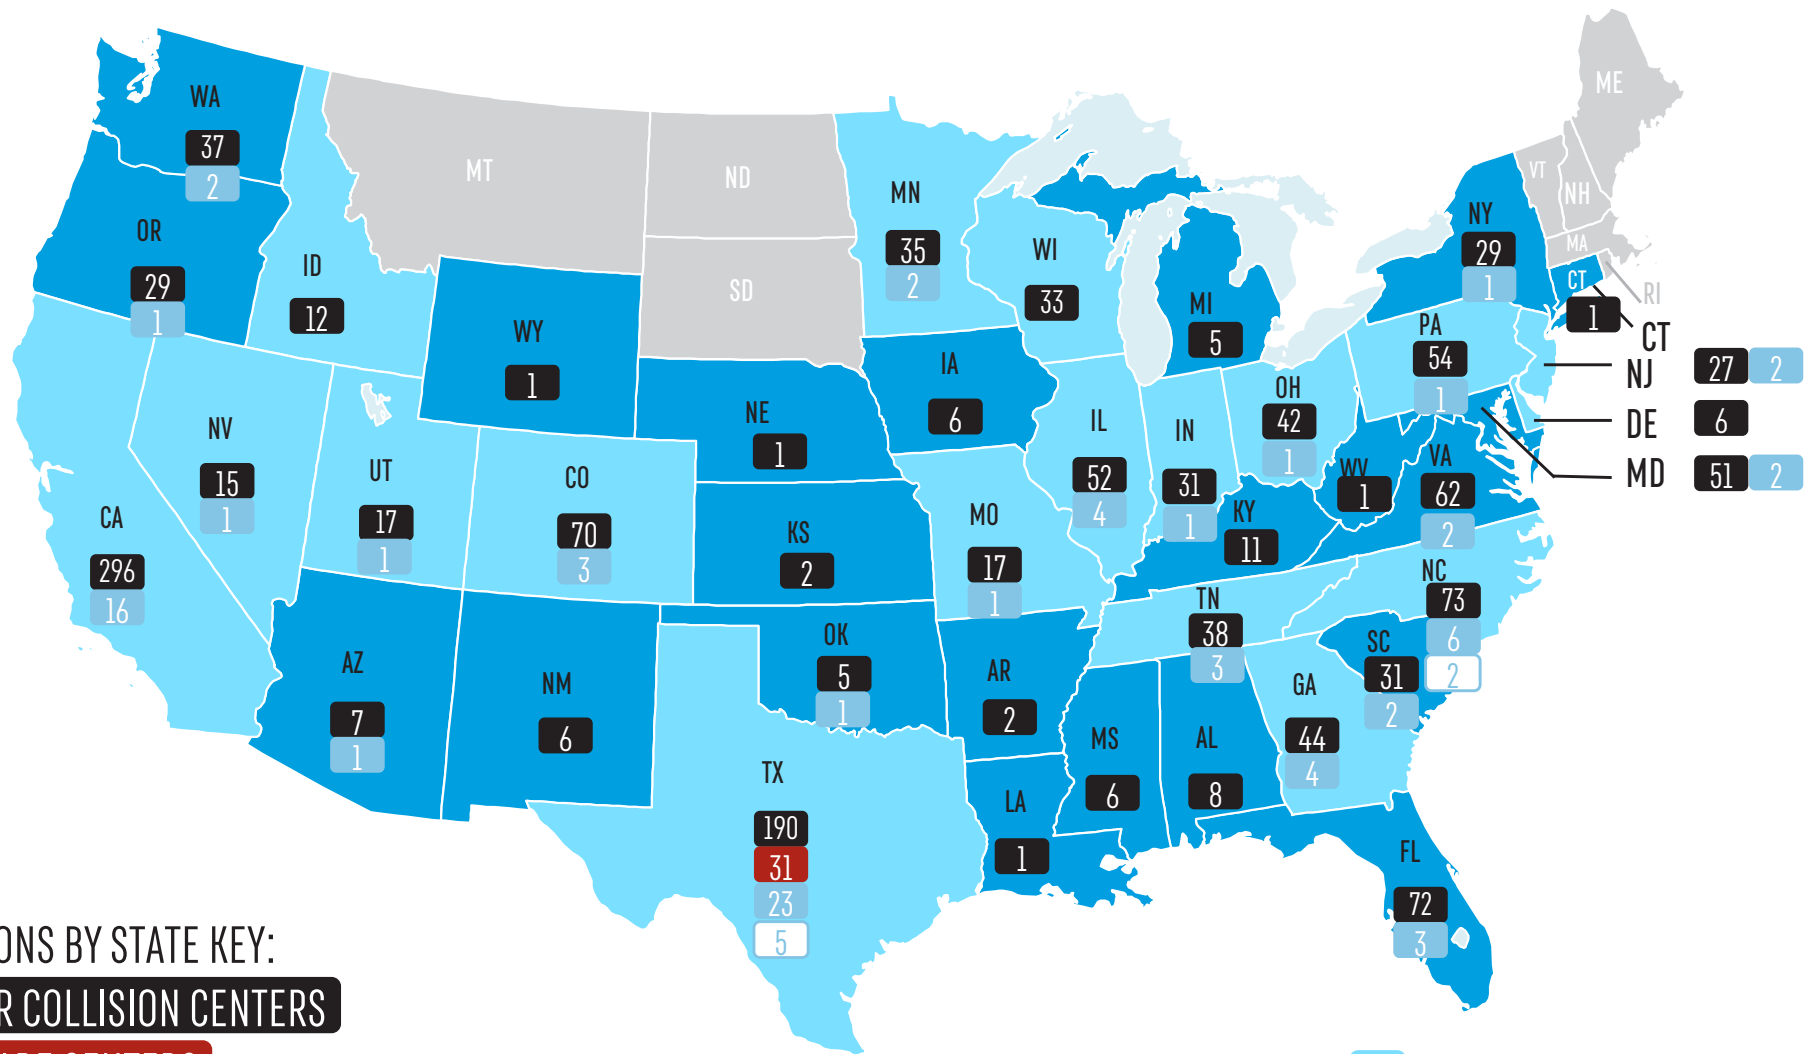 ME
WA
37
2
MT
ND
VT
NH
MN
35
2
NY
29
1
OR
29
1
ID
12
WI
33
MA
SD
MI
5
CT
RI
1
CT
WY
1
PA
54
1
IA
6
NJ 27 2
OH
42
1
NE
1
DE 6
NV
15
1
IL
52
4
IN
31
1
UT
17
1
CO
70
3
WV
1
VA
62
2
MD 51 2
CA
296
16
KS
2
MO
17
1
KY
11
NC
73
6
2
TN
38
3
OK
5
1
SC
31
2
AZ
7
1
NM
6
AR
2
GA
44
4
MS
6
AL
8
TX
190
31
23
5
LA
1
FL
72
3
ONS BY STATE KEY:
R COLLISION CENTERS